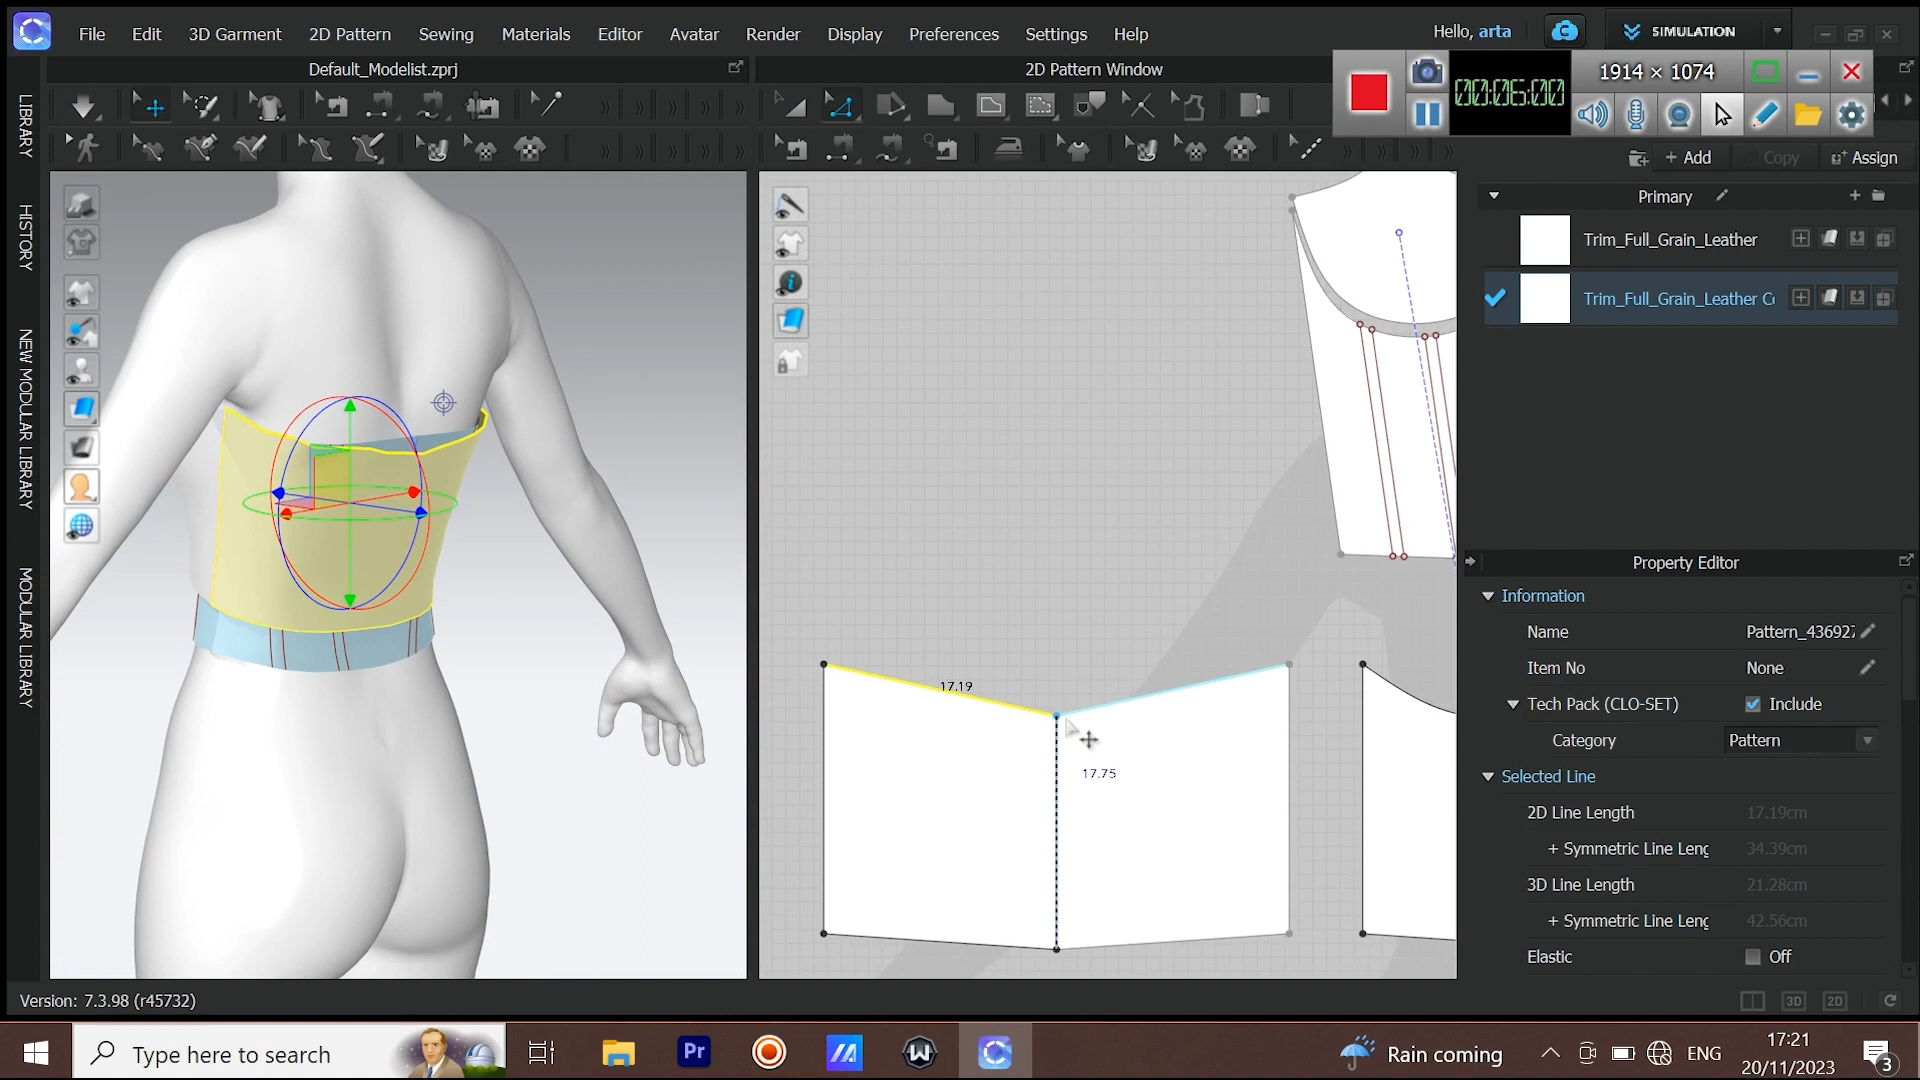 File Edit 3D Garment 2D Pattern Sewing Materials Editor Avatar Render Display Preferences Settings Help
Hello, arta
SIMULATION
Default_Modelist.zprj
2D Pattern Window
1914 × 1074
00:06:00
LIBRARY
HISTORY
NEW MODULAR LIBRARY
MODULAR LIBRARY
+ Add
Copy
Assign
Primary
Trim_Full_Grain_Leather
Trim_Full_Grain_Leather Co
17.19
17.75
Property Editor
Information
Name Pattern_436927
Item No None
Tech Pack (CLO-SET) Include
Category Pattern
Selected Line
2D Line Length 17.19cm
+ Symmetric Line Leng 34.39cm
3D Line Length 21.28cm
+ Symmetric Line Leng 42.56cm
Elastic Off
Version: 7.3.98 (r45732)
3D
2D
Type here to search
Pr
Rain coming
ENG
17:21
20/11/2023
3